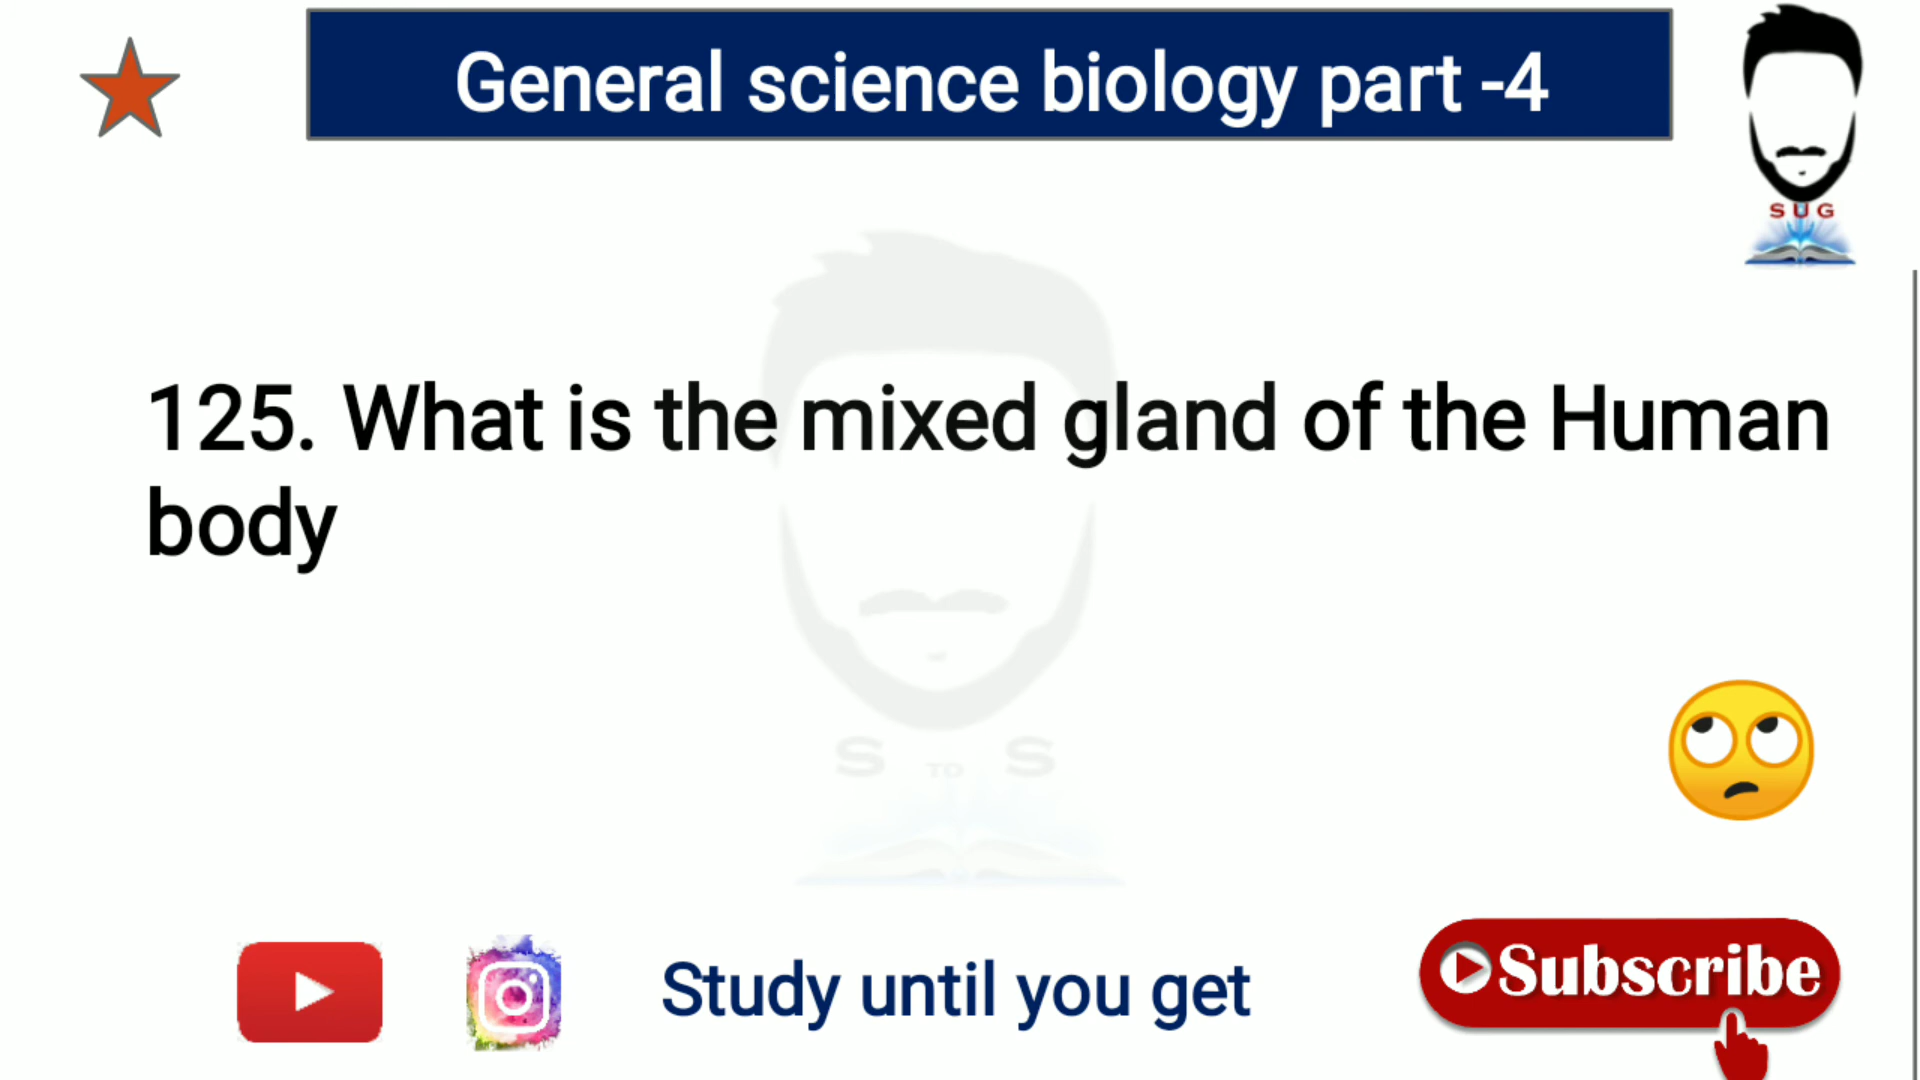 General science biology part -4
S U G
125. What is the mixed gland of the Human
body
S TO S
Study until you get
Subscribe